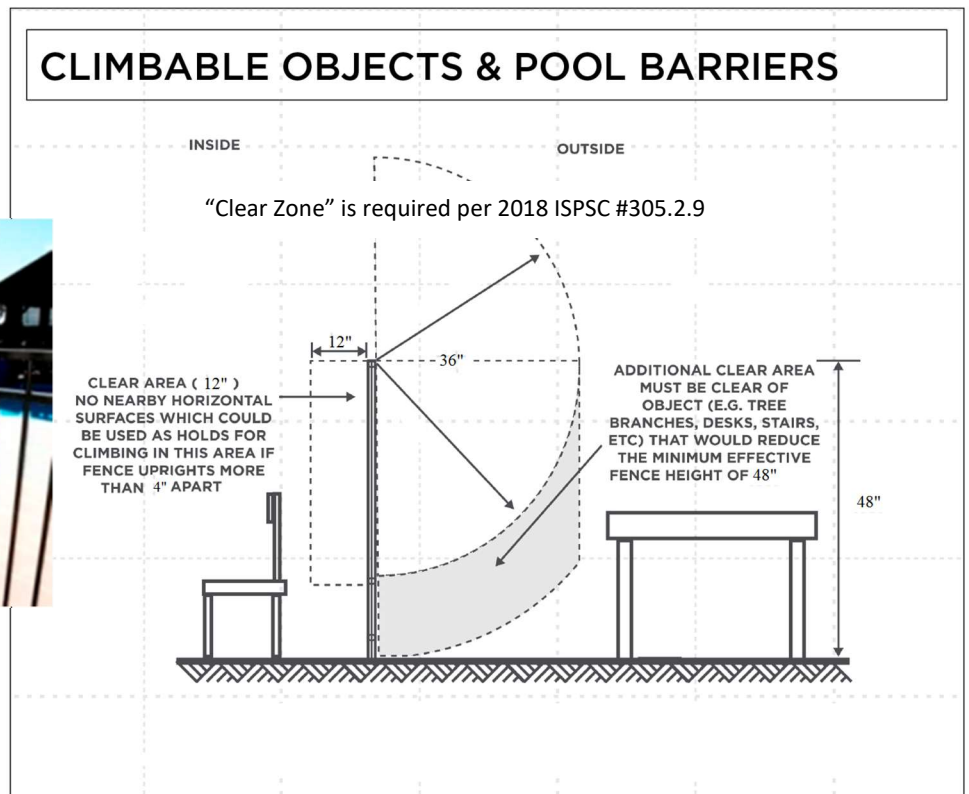 CLIMBABLE OBJECTS & POOL BARRIERS
INSIDE
OUTSIDE
“Clear Zone” is required per 2018 ISPSC #305.2.9
12"
36"
CLEAR AREA ( 12" )
NO NEARBY HORIZONTAL
SURFACES WHICH COULD
BE USED AS HOLDS FOR
CLIMBING IN THIS AREA IF
FENCE UPRIGHTS MORE
THAN 4" APART
ADDITIONAL CLEAR AREA
MUST BE CLEAR OF
OBJECT (E.G. TREE
BRANCHES, DESKS, STAIRS,
ETC) THAT WOULD REDUCE
THE MINIMUM EFFECTIVE
FENCE HEIGHT OF 48"
48"